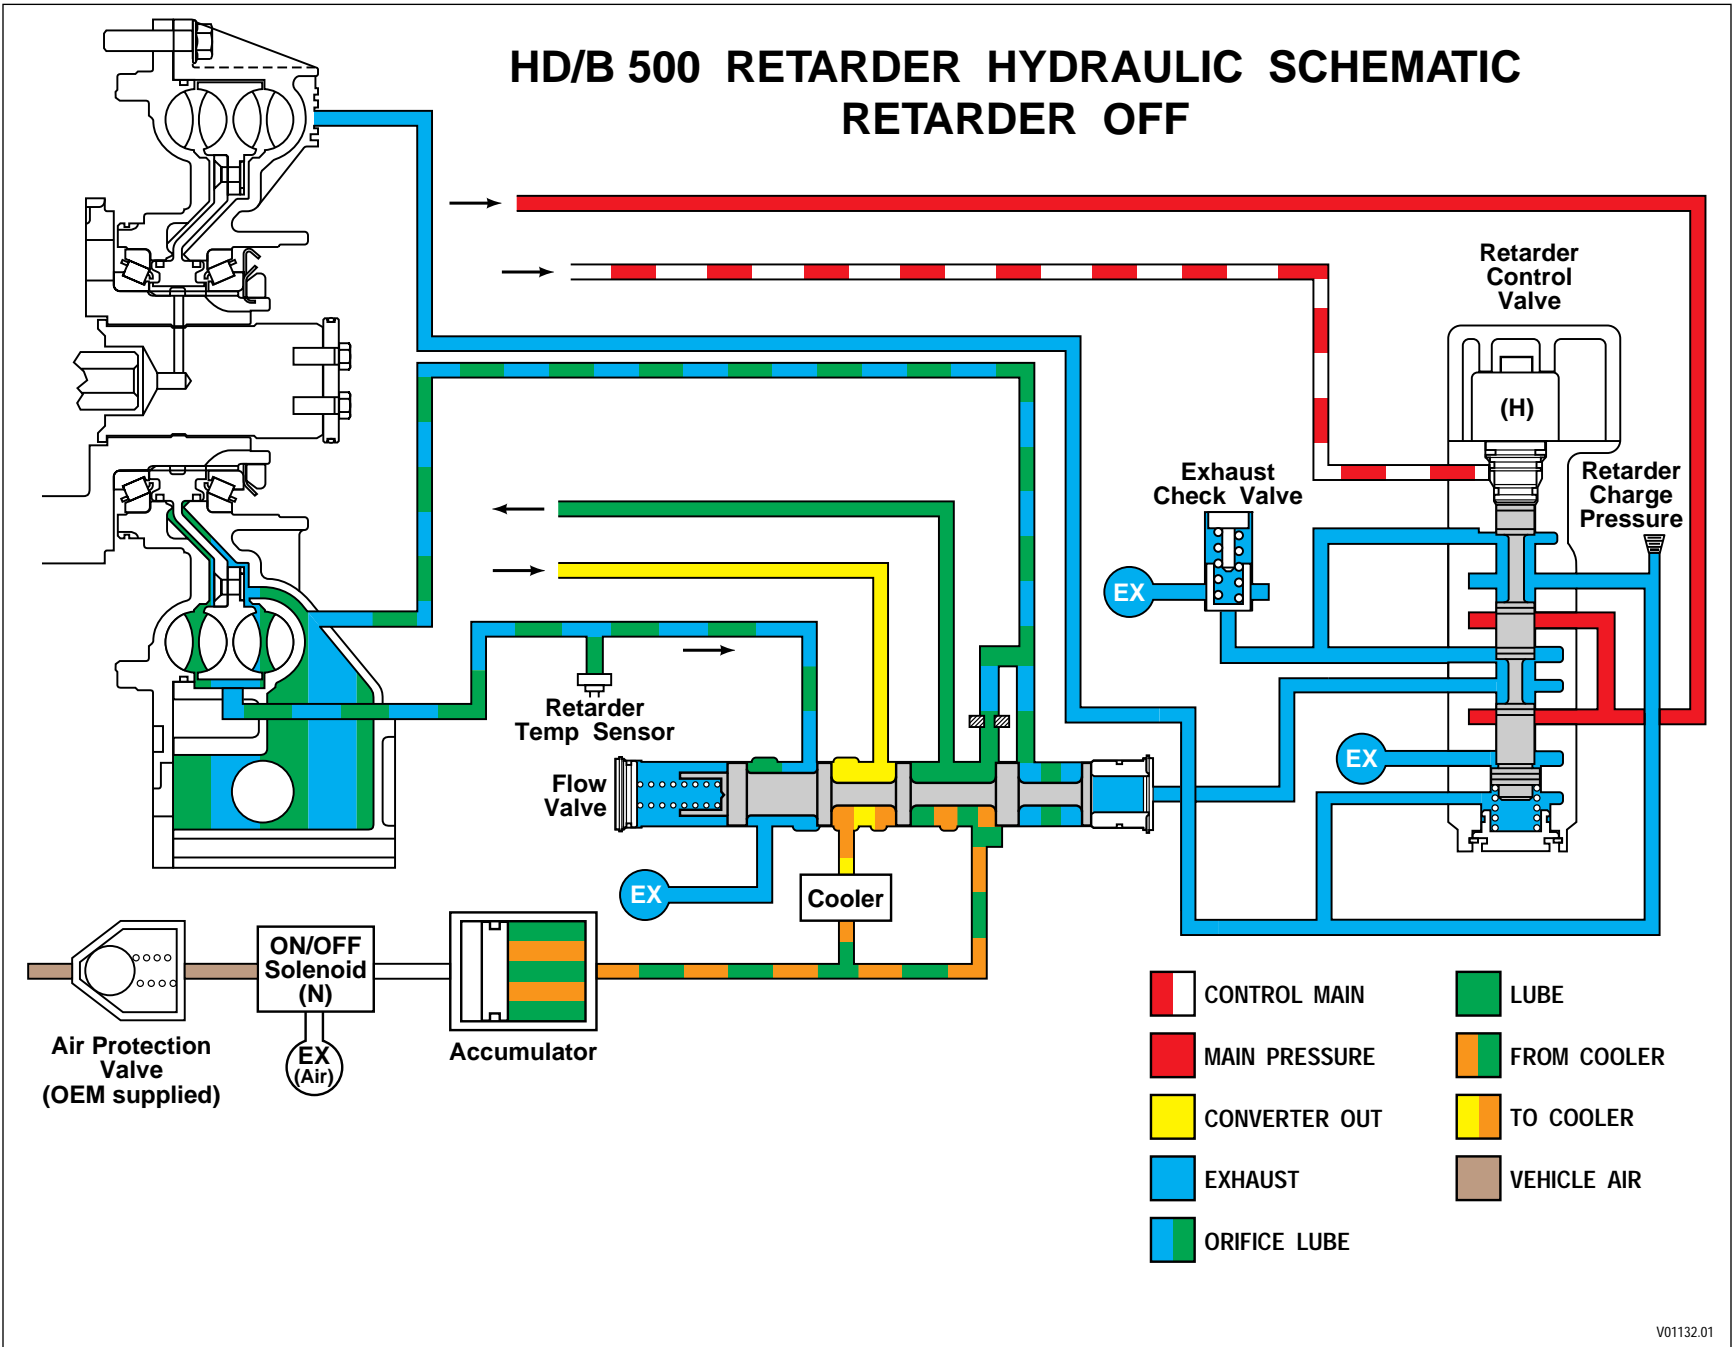 HD/B 500 RETARDER HYDRAULIC SCHEMATIC
RETARDER OFF
Retarder
Control
Valve
(H)
Exhaust
Check Valve
Retarder
Charge
Pressure
EX
Retarder
Temp Sensor
Flow
Valve
EX
EX
Cooler
ON/OFF
Solenoid
(N)
EX
(Air)
Air Protection
Valve
(OEM supplied)
Accumulator
CONTROL MAIN
MAIN PRESSURE
CONVERTER OUT
EXHAUST
ORIFICE LUBE
LUBE
FROM COOLER
TO COOLER
VEHICLE AIR
V01132.01